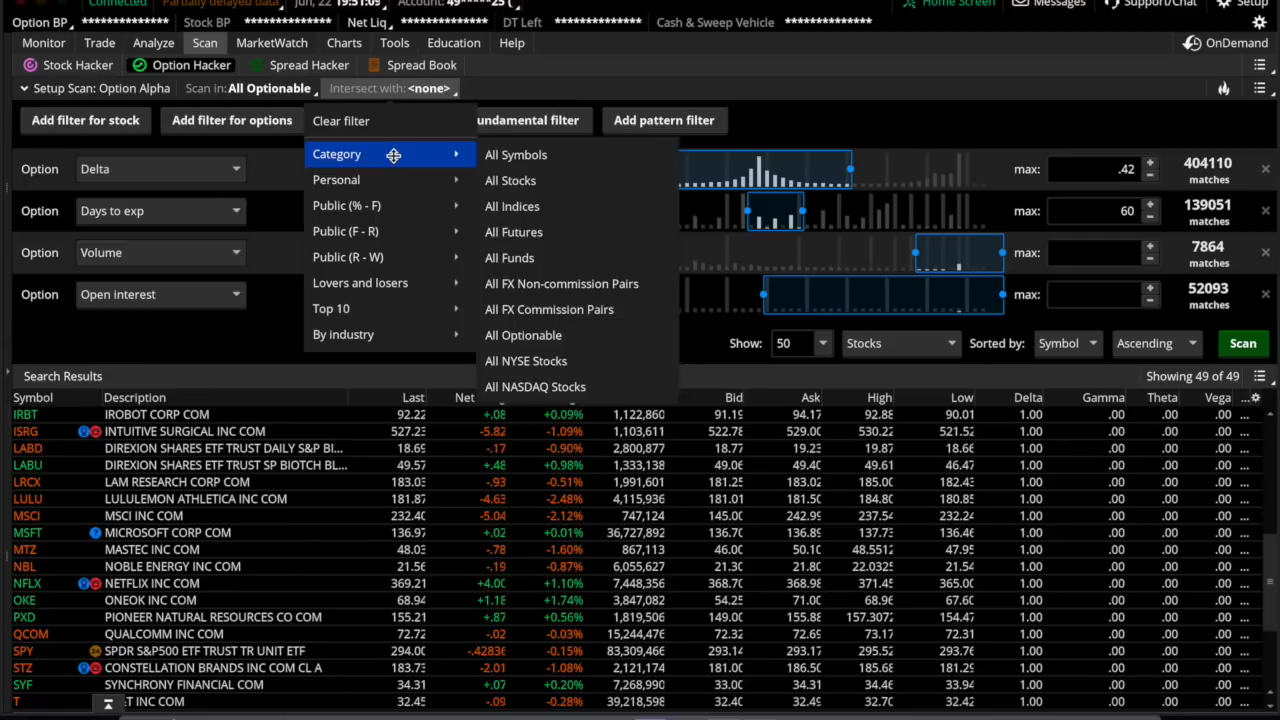 Connected Partially delayed data Jun, 22 19:51:09 Account: 49******25 ( Home Screen Messages Support/Chat Setup
Option BP ************** Stock BP ************** Net Liq ************** DT Left ************** Cash & Sweep Vehicle **************
Monitor Trade Analyze Scan MarketWatch Charts Tools Education Help OnDemand
Stock Hacker Option Hacker Spread Hacker Spread Book
Setup Scan: Option Alpha Scan in: All Optionable Intersect with: <none>
Add filter for stock Add filter for options undamental filter Add pattern filter
Clear filter
Category All Symbols
Personal All Stocks
Public (% - F) All Indices
Public (F - R) All Futures
Public (R - W) All Funds
Lovers and losers All FX Non-commission Pairs
Top 10 All FX Commission Pairs
By industry All Optionable
All NYSE Stocks
All NASDAQ Stocks
Option Delta max: .42 404110 matches
Option Days to exp max: 60 139051 matches
Option Volume max: 7864 matches
Option Open interest max: 52093 matches
Show: 50 Stocks Sorted by: Symbol Ascending Scan
Search Results Showing 49 of 49
Symbol Description Last Net Bid Ask High Low Delta Gamma Theta Vega ...
IRBT IROBOT CORP COM 92.22 +.08 +0.09% 1,122,860 91.19 94.17 92.88 90.01 1.00 .00 .00 .00 ...
ISRG INTUITIVE SURGICAL INC COM 527.23 -5.82 -1.09% 1,103,611 522.78 529.00 530.22 521.52 1.00 .00 .00 .00 ...
LABD DIREXION SHARES ETF TRUST DAILY S&P BI... 18.69 -.17 -0.90% 2,800,877 18.77 19.23 19.87 18.66 1.00 .00 .00 .00 ...
LABU DIREXION SHARES ETF TRUST SP BIOTCH BL... 49.57 +.48 +0.98% 1,333,138 49.06 49.40 49.61 46.47 1.00 .00 .00 .00 ...
LRCX LAM RESEARCH CORP COM 183.03 -.93 -0.51% 1,991,601 181.25 183.02 185.00 182.43 1.00 .00 .00 .00 ...
LULU LULULEMON ATHLETICA INC COM 181.87 -4.63 -2.48% 4,115,936 181.01 181.50 184.80 180.85 1.00 .00 .00 .00 ...
MSCI MSCI INC COM 232.40 -5.04 -2.12% 747,124 145.00 242.99 237.54 232.24 1.00 .00 .00 .00 ...
MSFT MICROSOFT CORP COM 136.97 +.02 +0.01% 36,727,892 136.70 136.89 137.73 136.46 1.00 .00 .00 .00 ...
MTZ MASTEC INC COM 48.03 -.78 -1.60% 867,113 46.00 50.10 48.5512 47.95 1.00 .00 .00 .00 ...
NBL NOBLE ENERGY INC COM 21.56 -.19 -0.87% 6,055,627 21.30 21.80 22.0325 21.52 1.00 .00 .00 .00 ...
NFLX NETFLIX INC COM 369.21 +4.00 +1.10% 7,448,356 368.70 368.98 371.45 365.00 1.00 .00 .00 .00 ...
OKE ONEOK INC COM 68.94 +1.18 +1.74% 3,847,082 54.25 71.00 68.96 67.60 1.00 .00 .00 .00 ...
PXD PIONEER NATURAL RESOURCES CO COM 155.21 +.87 +0.56% 1,819,506 149.00 155.88 157.3072 154.28 1.00 .00 .00 .00 ...
QCOM QUALCOMM INC COM 72.72 -.02 -0.03% 15,244,476 72.32 72.69 73.17 72.31 1.00 .00 .00 .00 ...
SPY SPDR S&P500 ETF TRUST TR UNIT ETF 294.00 -.42836 -0.15% 83,309,466 293.14 293.17 295.52 293.76 1.00 .00 .00 .00 ...
STZ CONSTELLATION BRANDS INC CL A 183.73 -2.01 -1.08% 2,121,174 181.00 186.50 185.68 181.29 1.00 .00 .00 .00 ...
SYF SYNCHRONY FINANCIAL COM 34.31 +.07 +0.20% 7,268,990 33.00 34.44 34.46 33.94 1.00 .00 .00 .00 ...
T &T INC COM 32.45 -.09 -0.28% 39,218,598 32.37 32.40 32.68 32.41 1.00 .00 .00 .00 ...